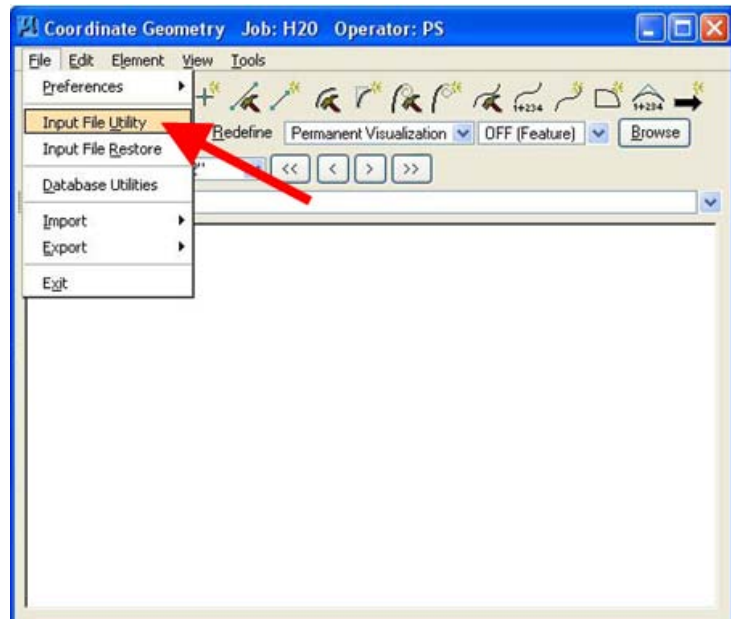 Coordinate Geometry Job: H20 Operator: PS
File Edit Element View Tools
Preferences
1+234 1+234
Input File Utility
Redefine Permanent Visualization OFF (Feature) Browse
Input File Restore
<< < > >>
Database Utilities
Import
Export
Exit